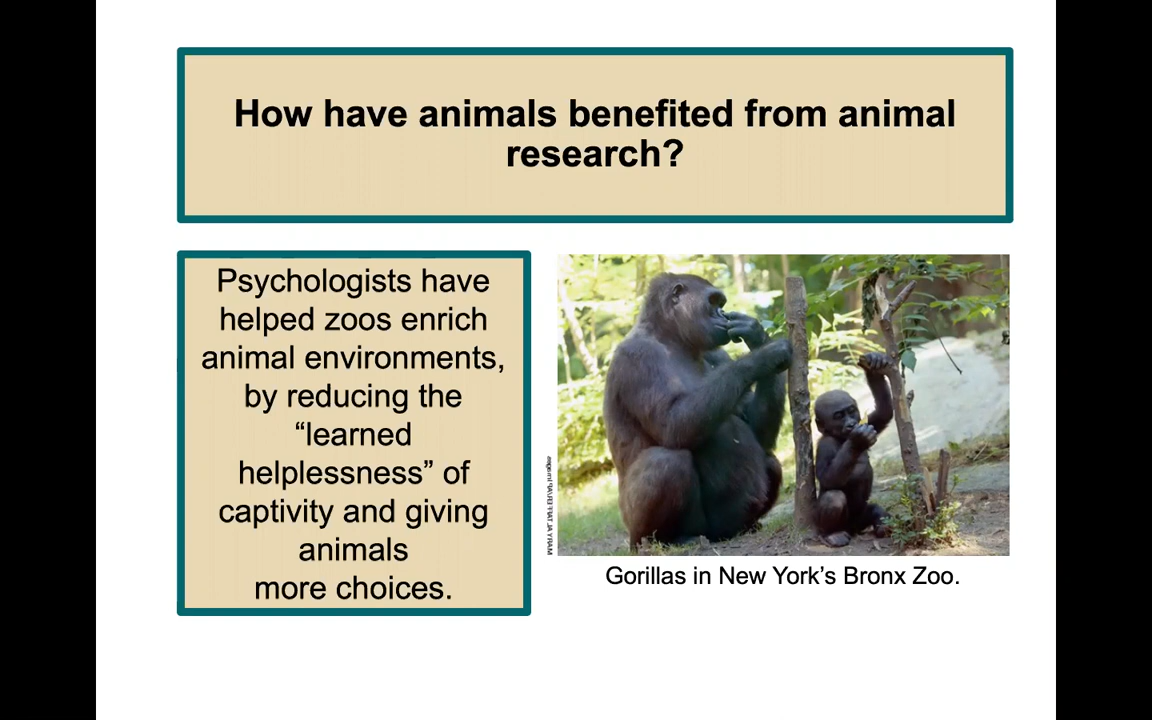 How have animals benefited from animal
research?
Psychologists have
helped zoos enrich
animal environments,
by reducing the
“learned
helplessness” of
captivity and giving
animals
more choices.
Gorillas in New York’s Bronx Zoo.